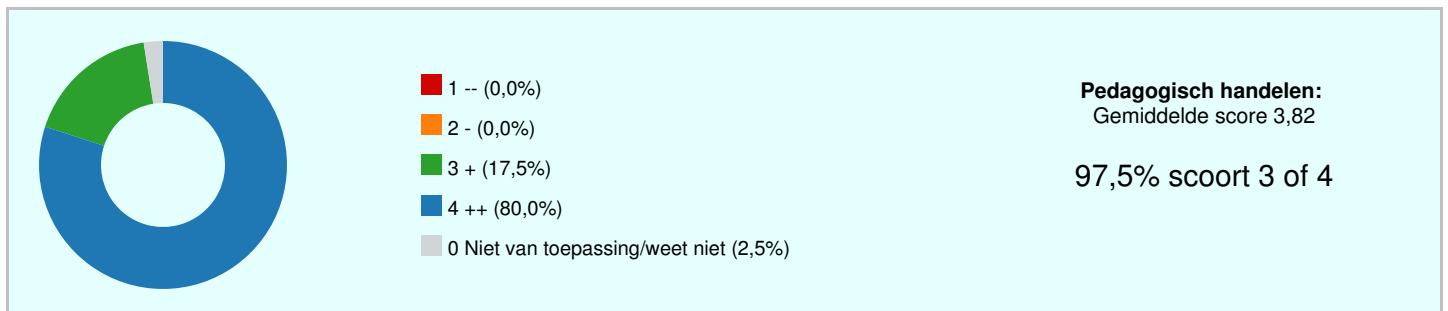 1 -- (0,0%)
2 - (0,0%)
3 + (17,5%)
4 ++ (80,0%)
0 Niet van toepassing/weet niet (2,5%)
Pedagogisch handelen:
Gemiddelde score 3,82
97,5% scoort 3 of 4